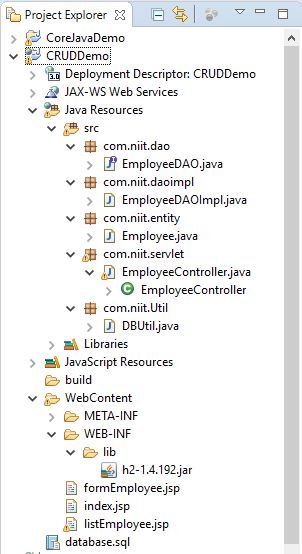 Project Explorer
CoreJavaDemo
CRUDDemo
3.0 Deployment Descriptor: CRUDDemo
JAX-WS Web Services
Java Resources
src
com.niit.dao
EmployeeDAO.java
com.niit.daoimpl
EmployeeDAOImpl.java
com.niit.entity
Employee.java
com.niit.servlet
EmployeeController.java
EmployeeController
com.niit.Util
DBUtil.java
Libraries
JavaScript Resources
build
WebContent
META-INF
WEB-INF
lib
h2-1.4.192.jar
formEmployee.jsp
index.jsp
listEmployee.jsp
database.sql